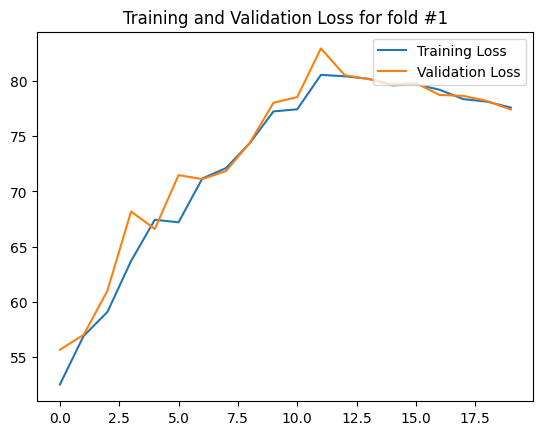 Training and Validation Loss for fold #1
Training Loss
Validation Loss
80
75
70
65
60
55
0.0 2.5 5.0 7.5 10.0 12.5 15.0 17.5